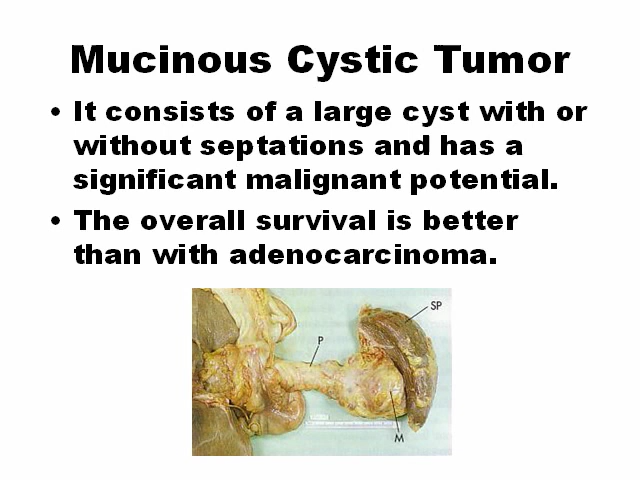 Mucinous Cystic Tumor
• It consists of a large cyst with or
without septations and has a
significant malignant potential.
• The overall survival is better
than with adenocarcinoma.
SP
P
M